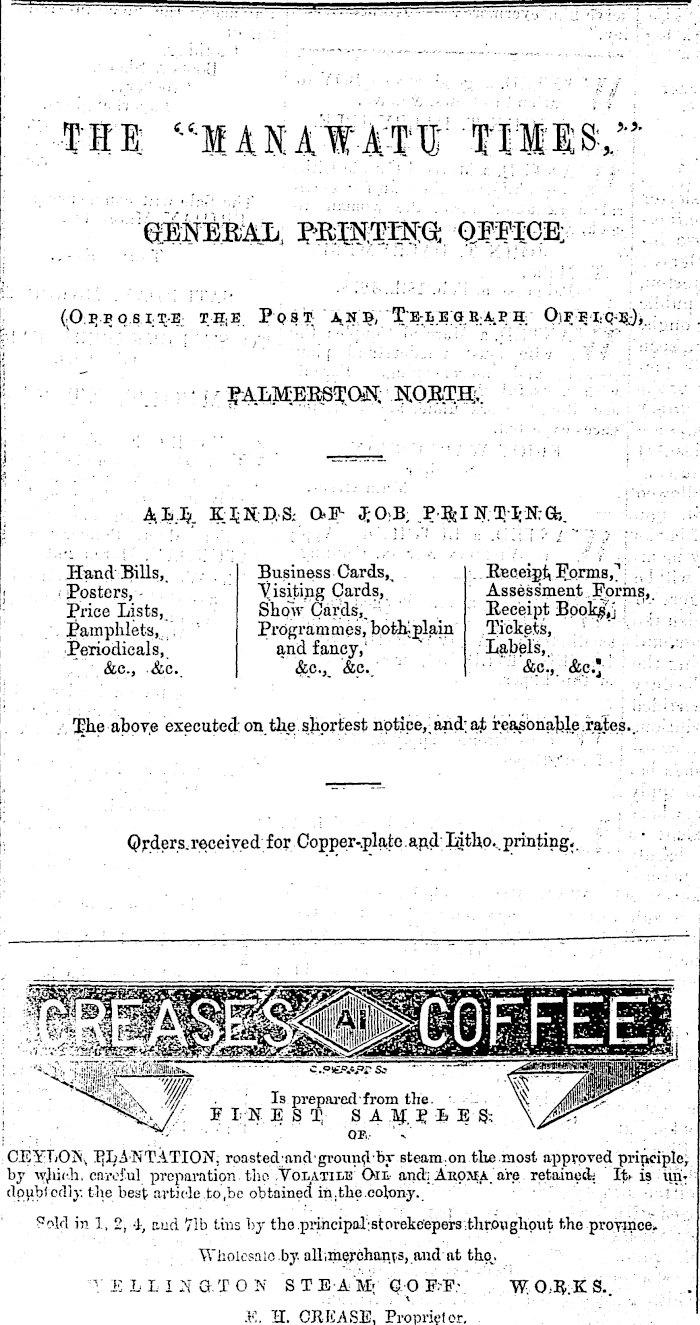 THE "MANAWATU TIMES,"
GENERAL PRINTING OFFICE
(OPPOSITE THE POST AND TELEGRAPH OFFICE),
PALMERSTON NORTH.
ALL KINDS OF JOB PRINTING.
Hand Bills,
Posters,
Price Lists,
Pamphlets,
Periodicals,
&c., &c.
Business Cards,
Visiting Cards,
Show Cards,
Programmes, both plain
and fancy,
&c., &c.
Receipt Forms,
Assessment Forms,
Receipt Books,
Tickets,
Labels,
&c., &c.
The above executed on the shortest notice, and at reasonable rates.
Orders received for Copper-plate and Litho. printing.
CREASES A1 COFFEE.
Is prepared from the
FINEST SAMPLES
OF
CEYLON PLANTATION, roasted and ground by steam on the most approved principle,
by which careful preparation the VOLATILE OIL and AROMA are retained. It is un-
doubtedly the best article to be obtained in the colony.
Sold in 1, 2, 4, and 7lb tins by the principal storekeepers throughout the province.
Wholesale by all merchants, and at the
WELLINGTON STEAM COFF WORKS.
E. H. CREASE, Proprietor.